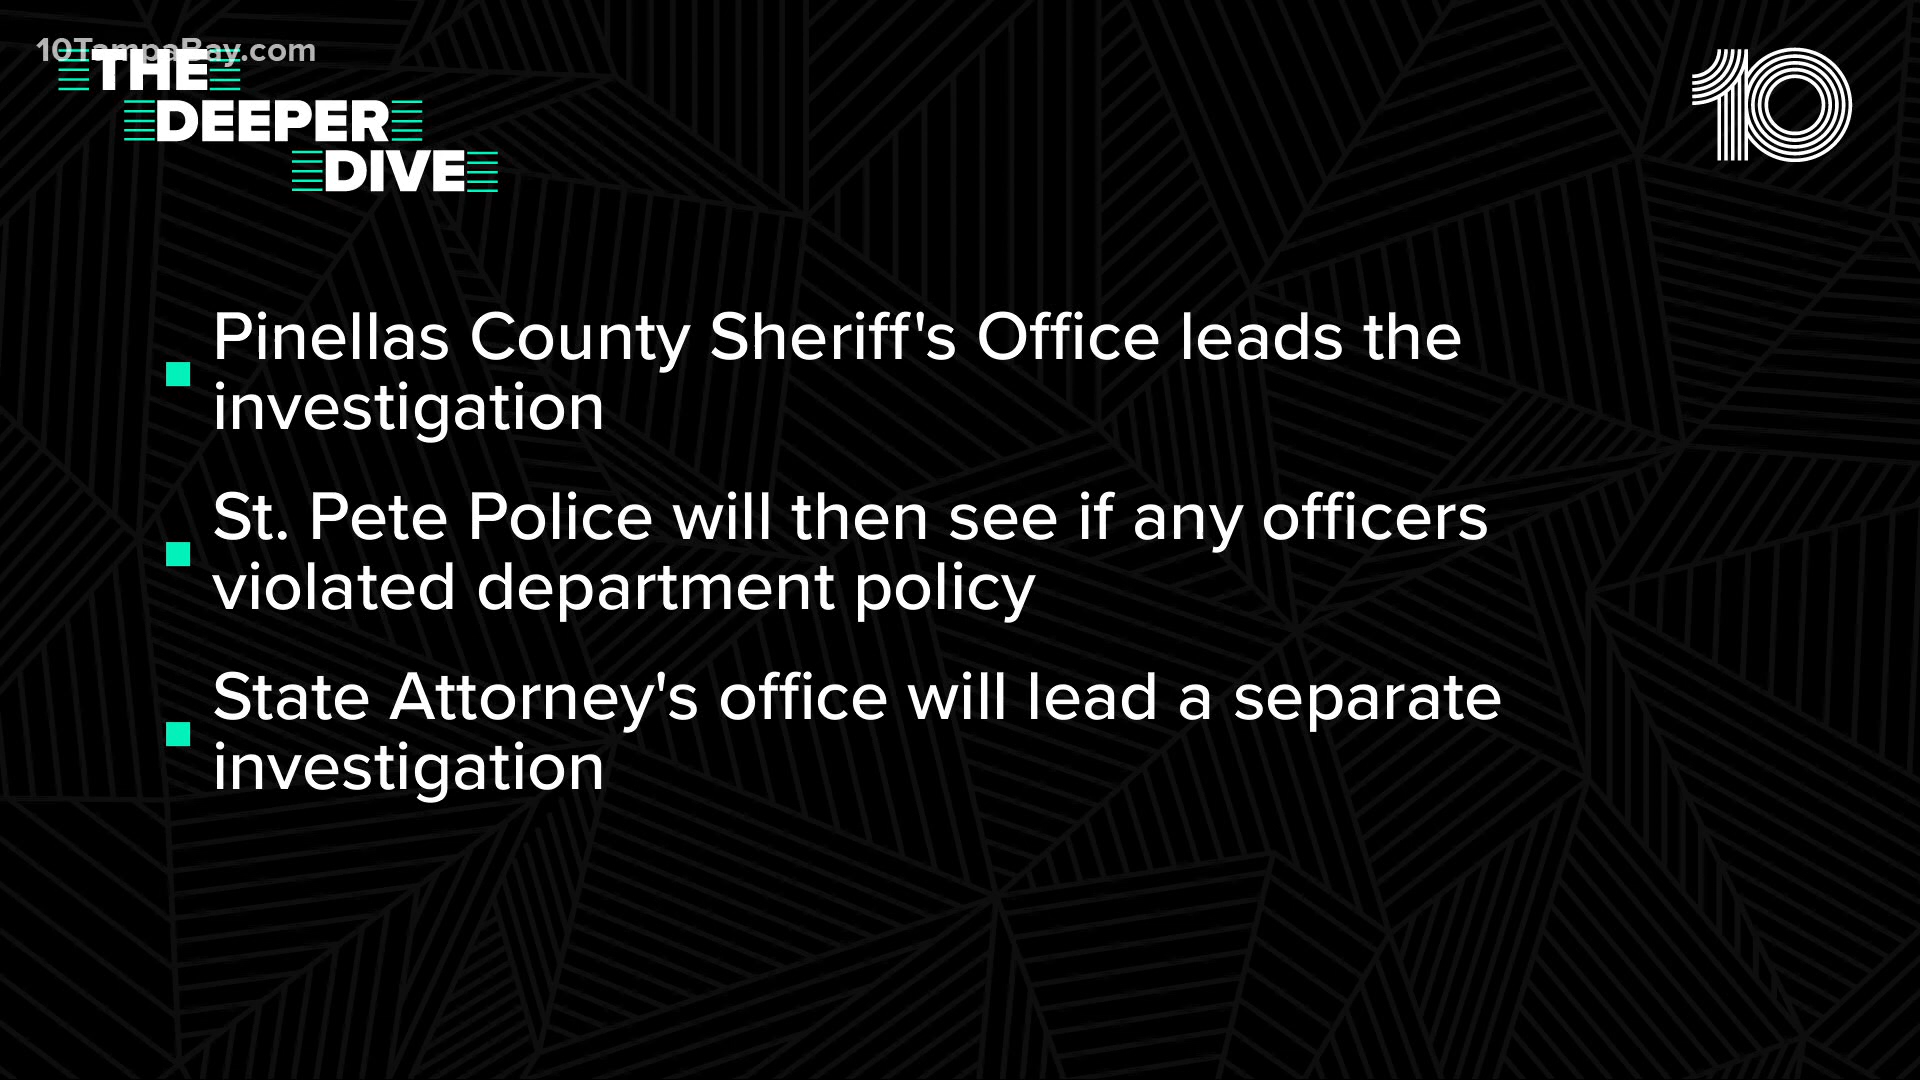 10TampaBay.com
THE
DEEPER
DIVE
10
Pinellas County Sheriff's Office leads the
investigation
St. Pete Police will then see if any officers
violated department policy
State Attorney's office will lead a separate
investigation